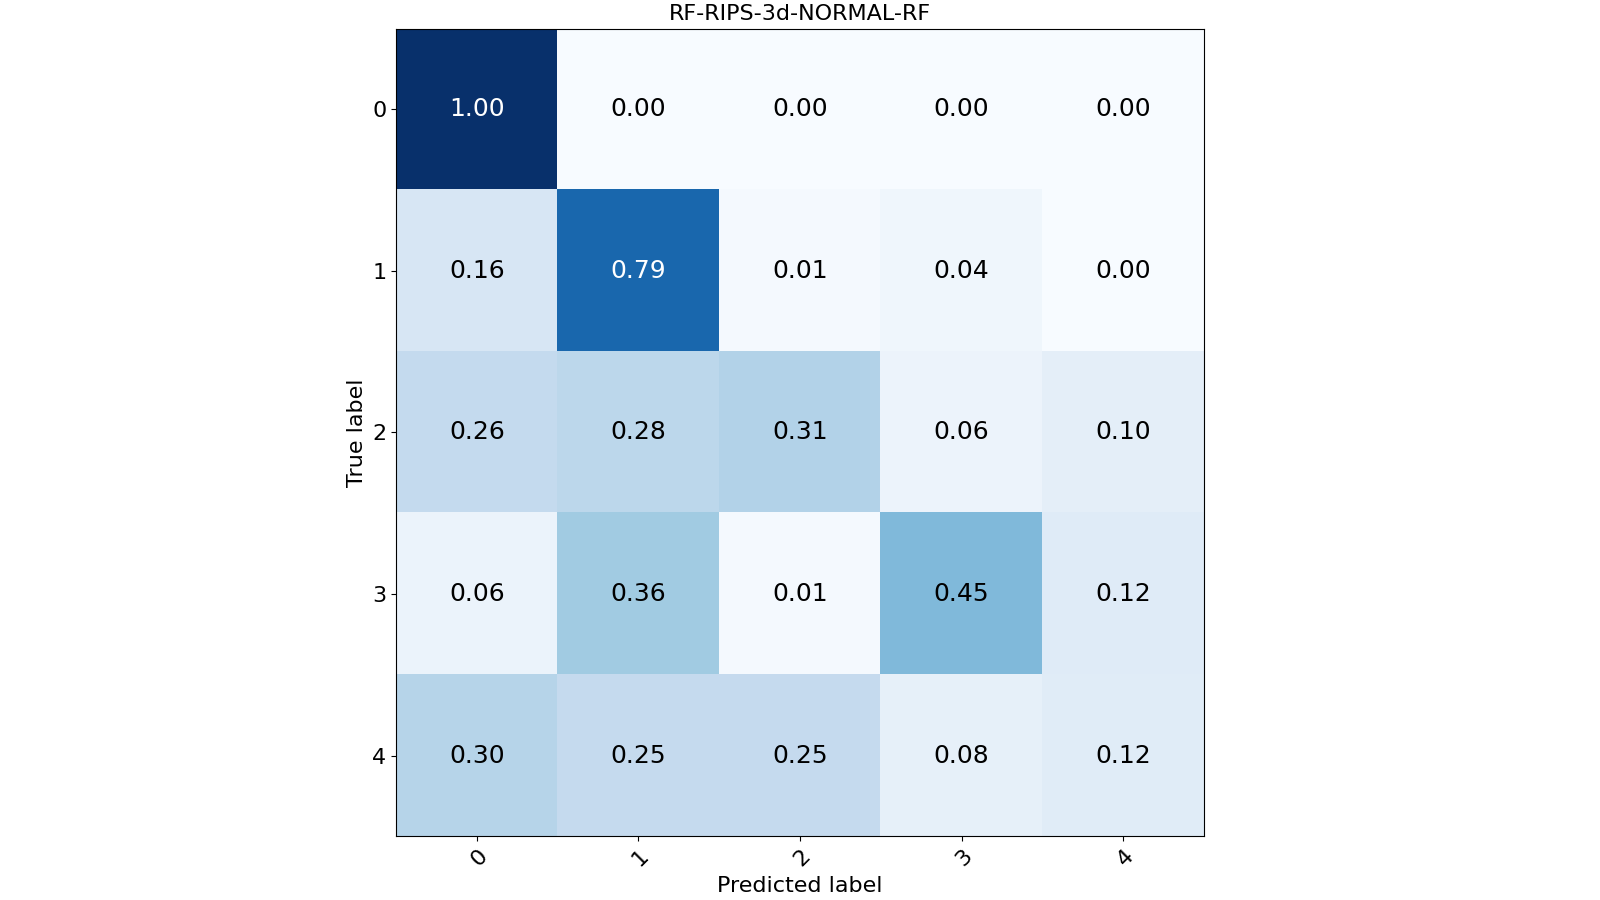 RF-RIPS-3d-NORMAL-RF
0 1.00 0.00 0.00 0.00 0.00
1 0.16 0.79 0.01 0.04 0.00
2 0.26 0.28 0.31 0.06 0.10
3 0.06 0.36 0.01 0.45 0.12
4 0.30 0.25 0.25 0.08 0.12
True label
0 1 2 3 4
Predicted label